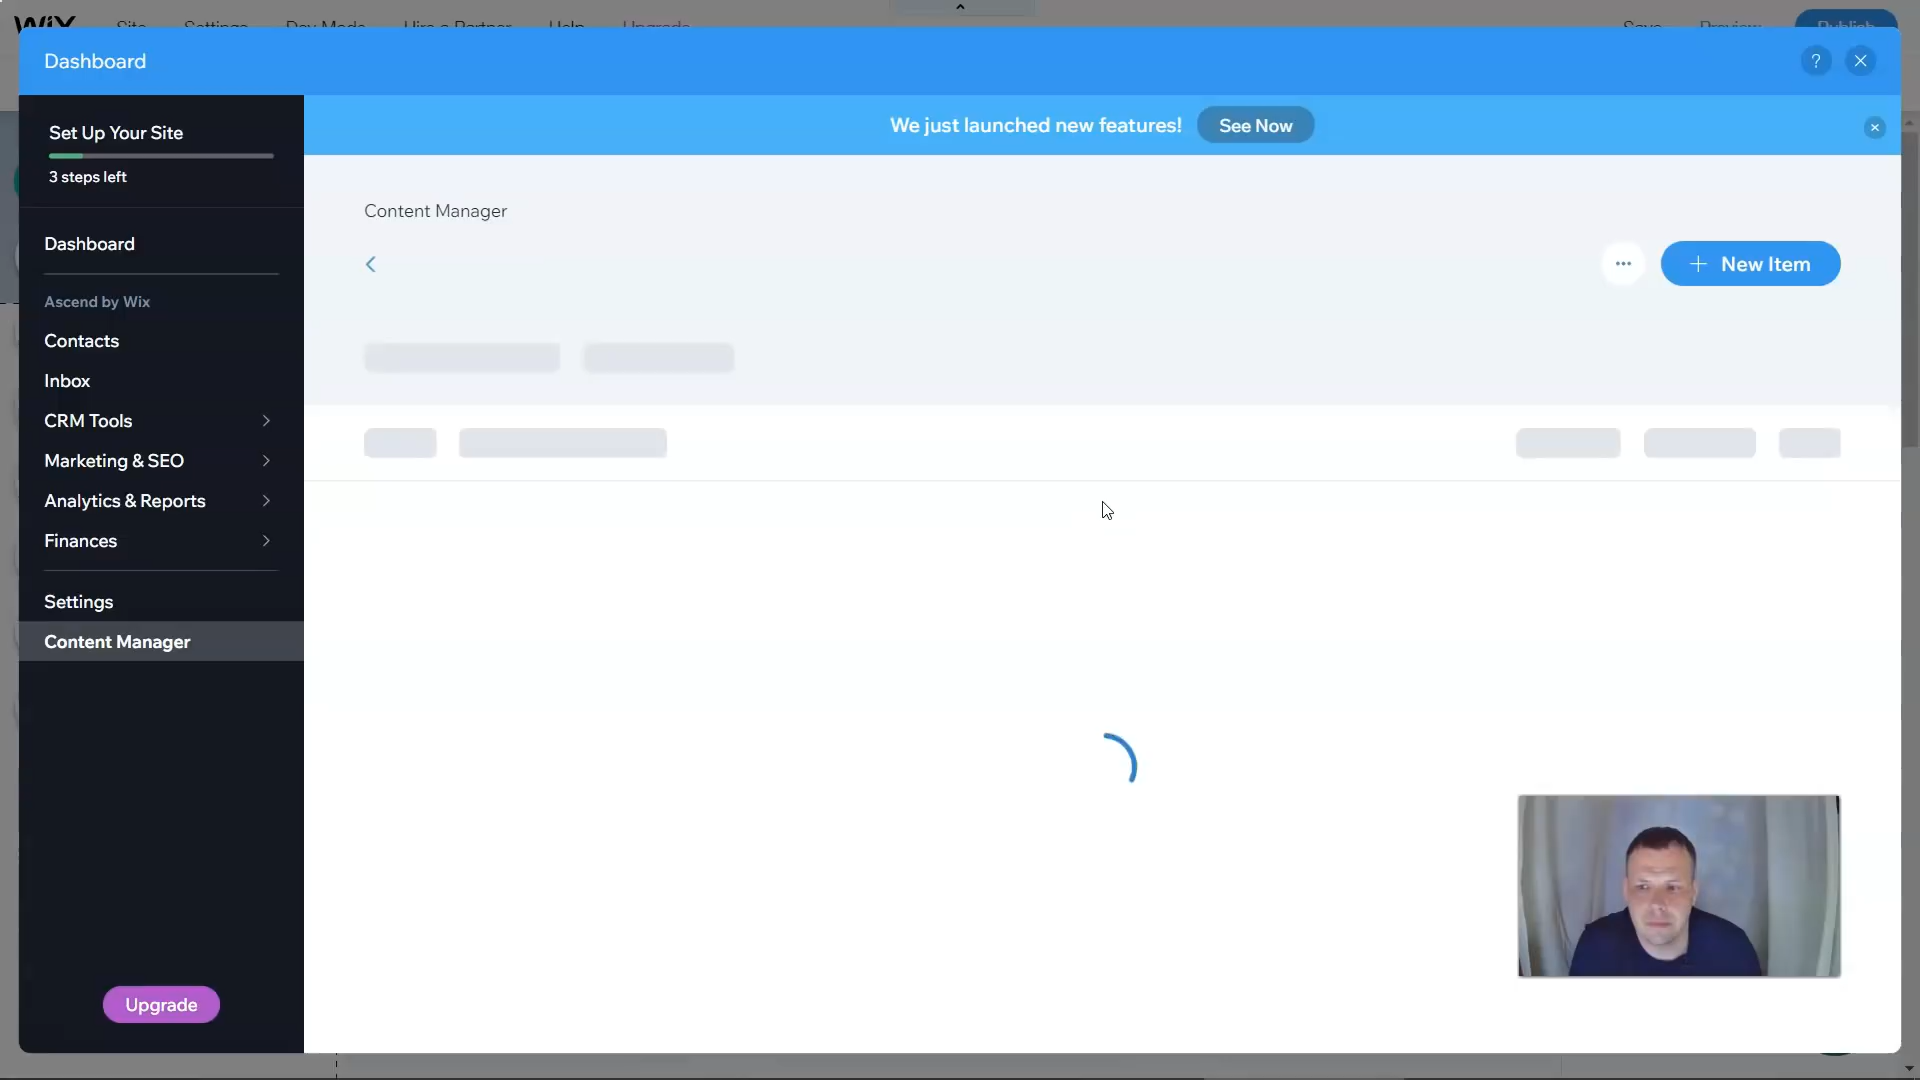 WiX Site Settings Dev Mode Hire a Partner Help Upgrade Save Preview Publish
Dashboard
?
Set Up Your Site
3 steps left
We just launched new features! See Now
Content Manager
... + New Item
Dashboard
Ascend by Wix
Contacts
Inbox
CRM Tools
Marketing & SEO
Analytics & Reports
Finances
Settings
Content Manager
Upgrade